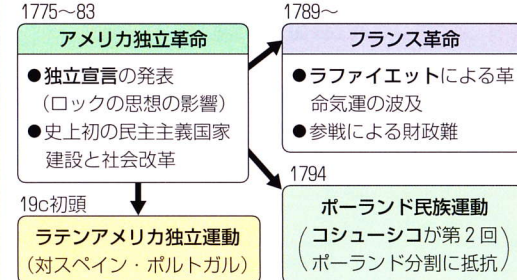 1775～83
アメリカ独立革命
●独立宣言の発表
(ロックの思想の影響)
●史上初の民主主義国家
建設と社会改革
1789～
フランス革命
●ラファイエットによる革
命気運の波及
●参戦による財政難
19c初頭
ラテンアメリカ独立運動
(対スペイン・ポルトガル)
1794
ポーランド民族運動
(コシューシコが第2回
ポーランド分割に抵抗)